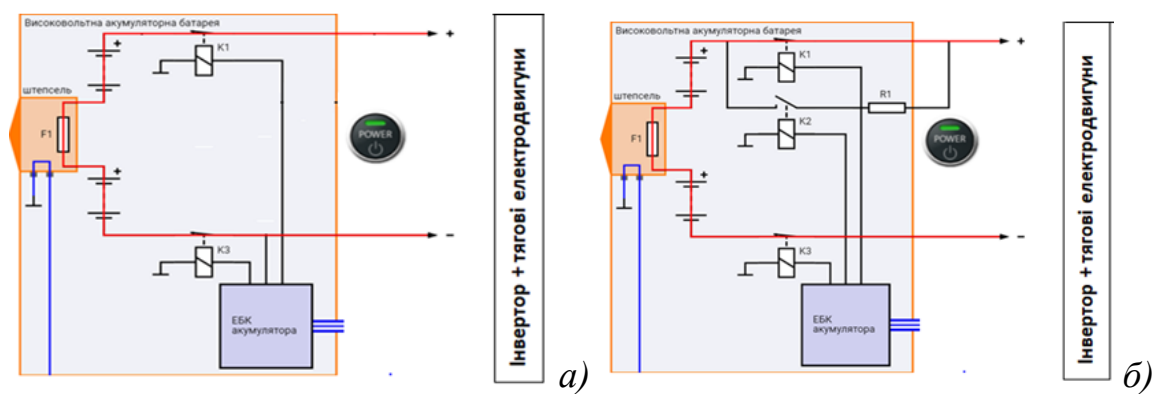 Високовольтна акумуляторна батарея
+
K1
+
штепсель
F1
POWER
+
−
K3
ЕБК
акумулятора
Інвертор + тягові електродвигуни
а)
Високовольтна акумуляторна батарея
+
K1
+
штепсель
R1
F1
K2
POWER
+
−
K3
ЕБК
акумулятора
Інвертор + тягові електродвигуни
б)